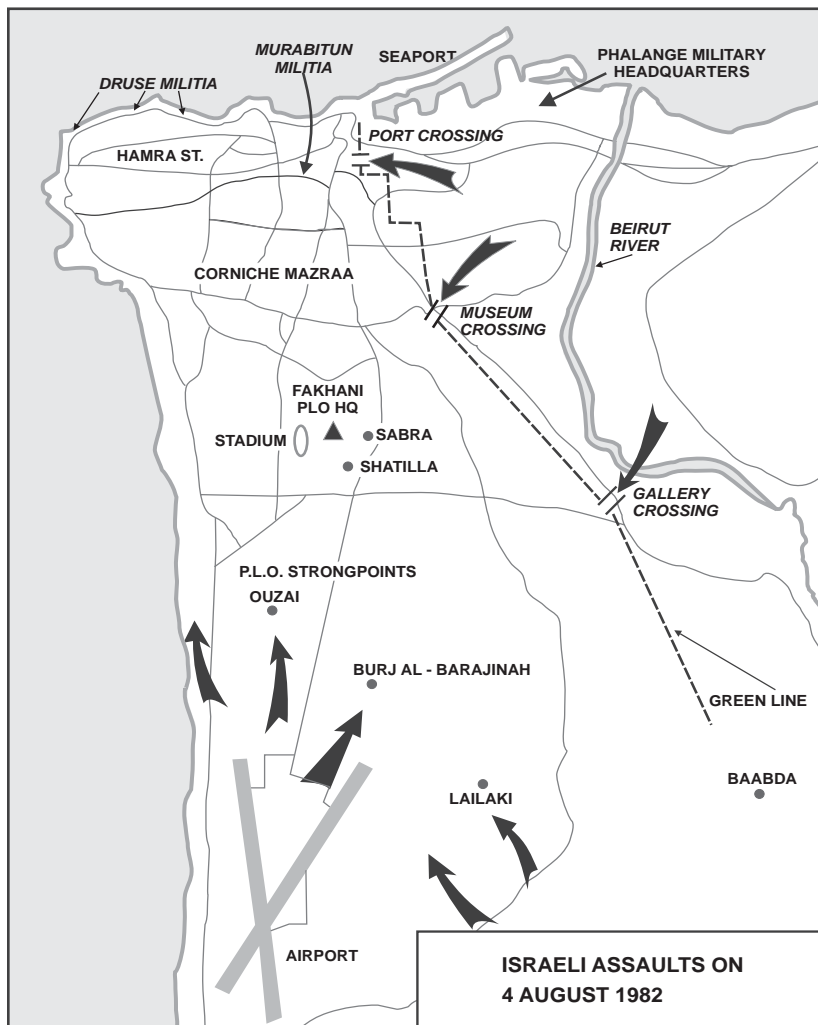 MURABITUN
MILITIA
SEAPORT
PHALANGE MILITARY
HEADQUARTERS
DRUSE MILITIA
PORT CROSSING
HAMRA ST.
BEIRUT
RIVER
CORNICHE MAZRAA
MUSEUM
CROSSING
FAKHANI
PLO HQ
STADIUM
SABRA
SHATILLA
GALLERY
CROSSING
P.L.O. STRONGPOINTS
OUZAI
BURJ AL - BARAJINAH
GREEN LINE
BAABDA
LAILAKI
AIRPORT
ISRAELI ASSAULTS ON
4 AUGUST 1982